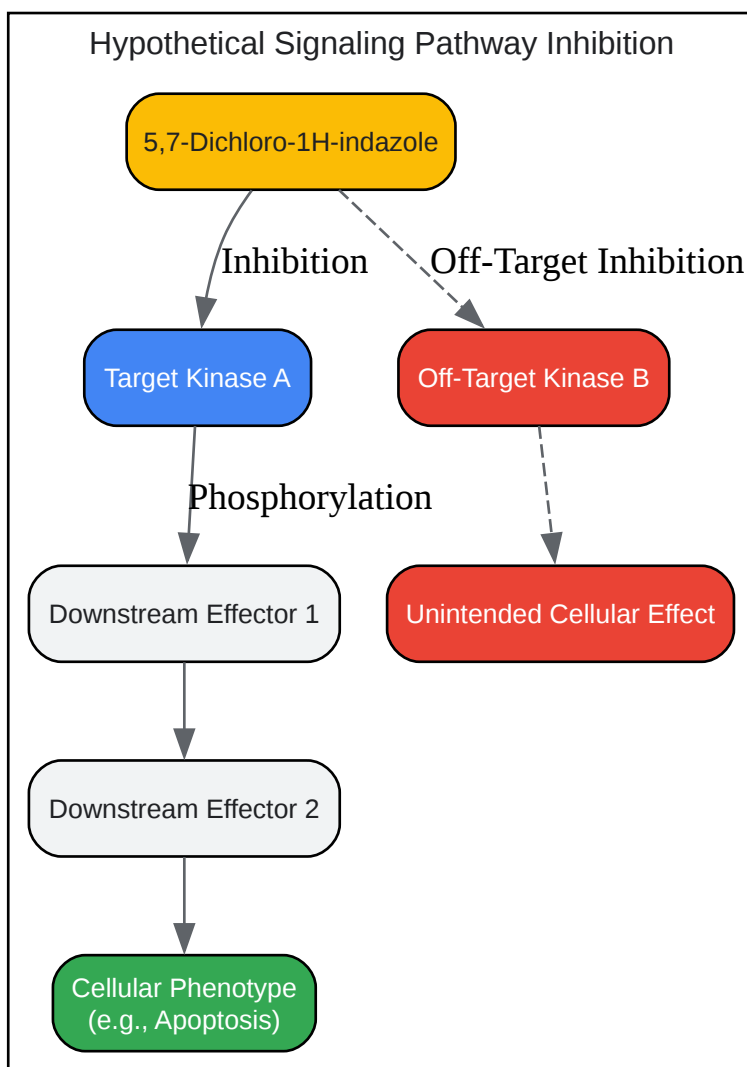 Hypothetical Signaling Pathway Inhibition
5,7-Dichloro-1H-indazole
Inhibition
Off-Target Inhibition
Target Kinase A
Off-Target Kinase B
Phosphorylation
Downstream Effector 1
Unintended Cellular Effect
Downstream Effector 2
Cellular Phenotype
(e.g., Apoptosis)